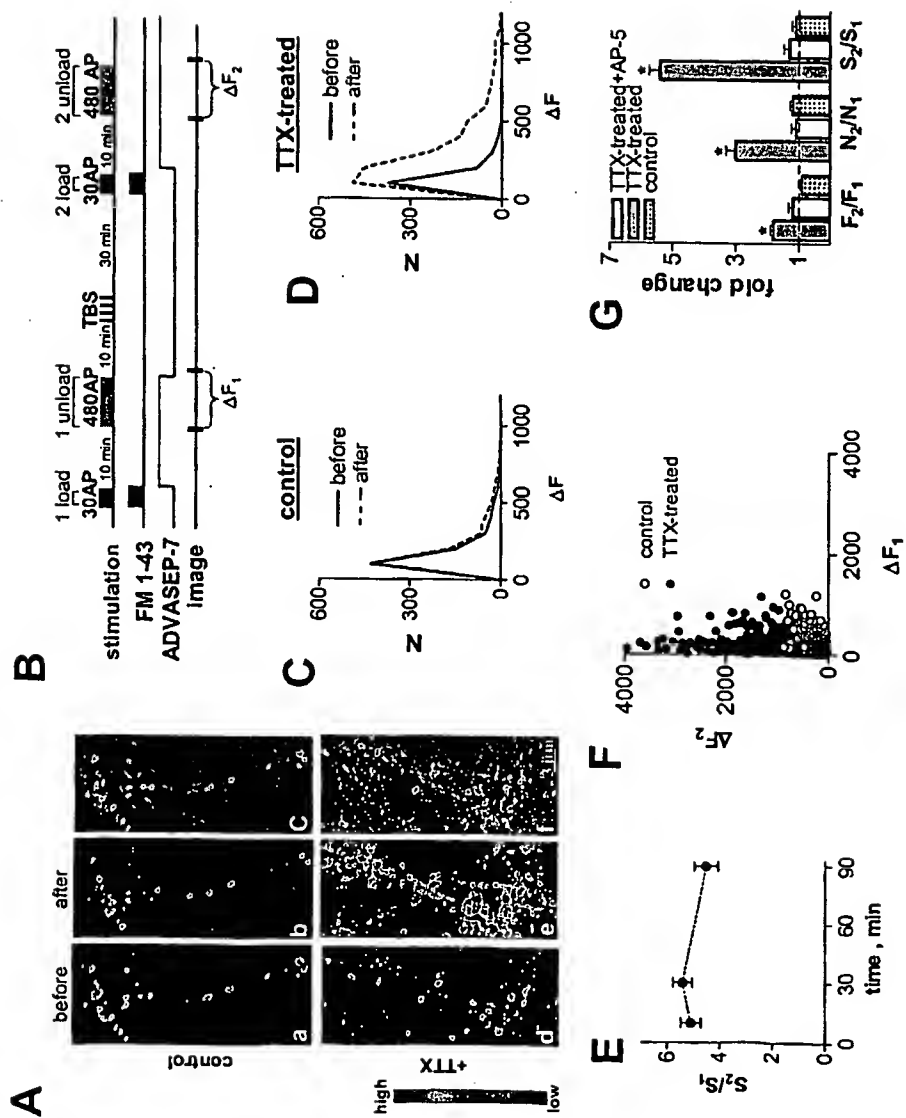 A
before
after
control
+TTX
a
b
c
d
e
f
high
low
B
1 load
1 unload
2 load
2 unload
30AP
480AP
30AP
480 AP
10 min
10 min
TBS
30 min
10 min
stimulation
FM 1-43
ADVASEP-7
image
ΔF₁
ΔF₂
C
control
before
after
N
600
300
0
0
500
1000
ΔF
D
TTX-treated
before
after
N
600
300
0
0
500
1000
ΔF
E
S₂/S₁
6
4
2
0
0
30
60
90
time, min
F
ΔF₂
4000
2000
0
control
TTX-treated
0
2000
4000
ΔF₁
G
fold change
7
5
3
1
TTX-treated+AP-5
TTX-treated
control
*
*
*
F₂/F₁
N₂/N₁
S₂/S₁